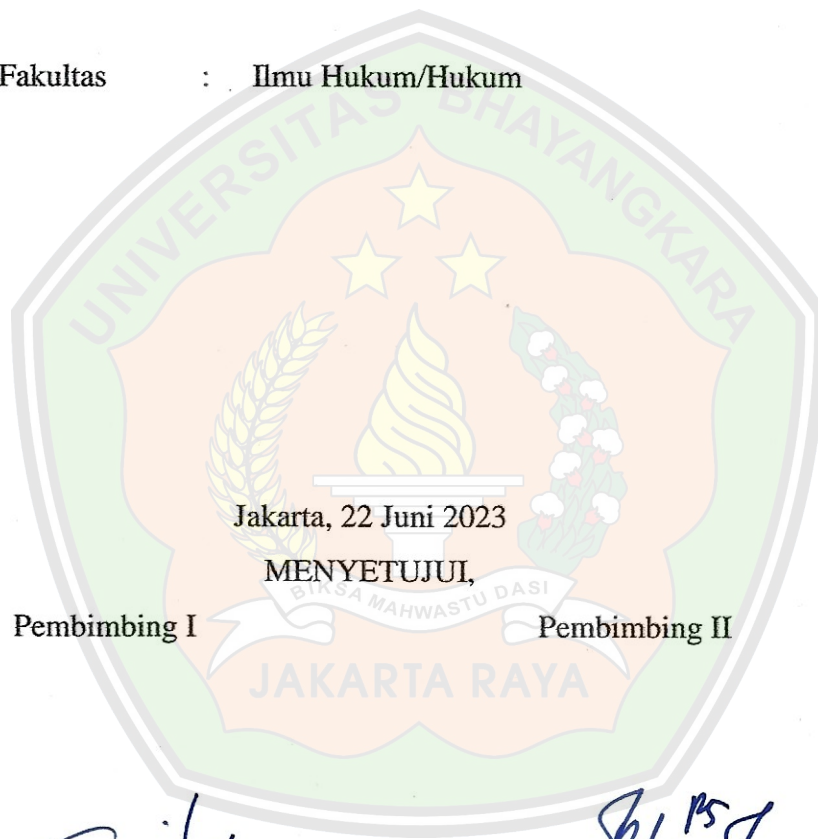 Fakultas : Ilmu Hukum/Hukum
UNIVERSITAS BHAYANGKARA
Jakarta, 22 Juni 2023
MENYETUJUI,
BIKSA MAHWASTU DASI
Pembimbing I Pembimbing II
JAKARTA RAYA